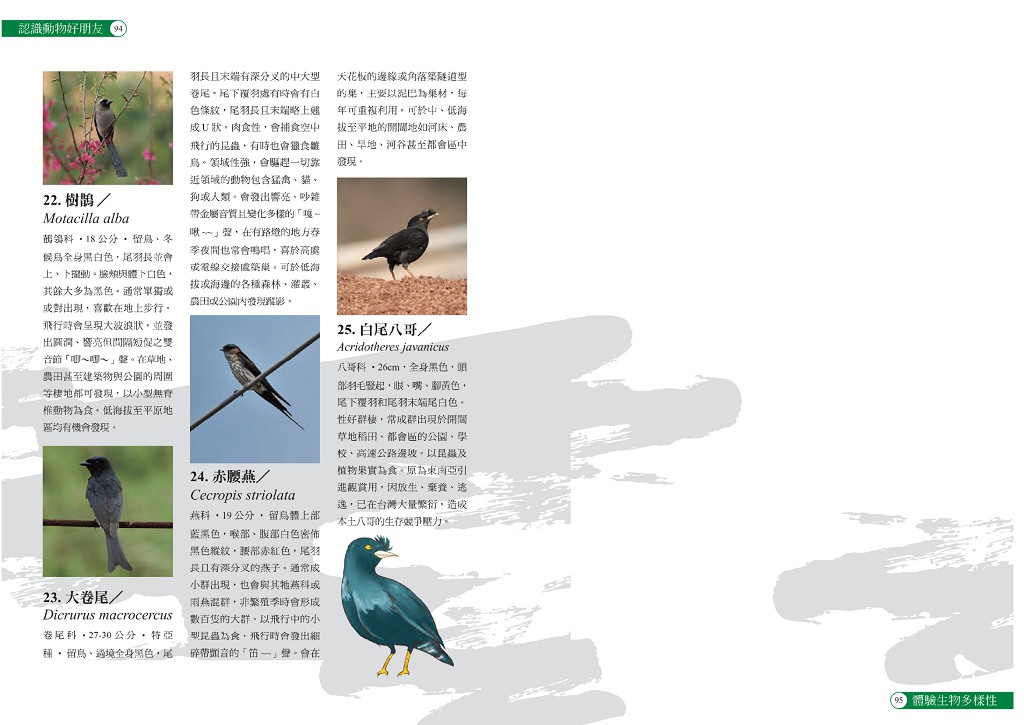 認識動物好朋友 94
22. 樹鵲／
Motacilla alba
鶺鴒科・18公分・留鳥、冬
候鳥全身黑白色，尾羽長並會
上、下擺動。臉頰與體下白色，
其餘大多為黑色。通常單獨或
成對出現，喜歡在地上步行。
飛行時會呈現大波浪狀，並發
出圓潤、響亮但間隔短促之雙
音節「唧～唧～」聲。在草地、
農田甚至建築物與公園的周圍
等棲地都可發現，以小型無脊
椎動物為食。低海拔至平原地
區均有機會發現。
23. 大卷尾／
Dicrurus macrocercus
卷尾科・27-30公分・特亞
種・留鳥、過境全身黑色，尾
羽長且末端有深分叉的中大型
卷尾。尾下覆羽處有時會有白
色條紋，尾羽長且末端略上翹
成U狀。肉食性，會捕食空中
飛行的昆蟲，有時也會獵食雛
鳥。領域性強，會驅趕一切靠
近領域的動物包含猛禽、貓、
狗或人類。會發出響亮、吵雜
帶金屬音質且變化多樣的「嘎~
啾~~」聲，在有路燈的地方春
季夜間也常會鳴唱，喜於高處
或電線交接處築巢。可於低海
拔或海邊的各種森林、灌叢、
農田或公園內發現蹤影。
24. 赤腰燕／
Cecropis striolata
燕科・19公分・留鳥體上部
藍黑色，喉部、腹部白色密佈
黑色縱紋，腰部赤紅色，尾羽
長且有深分叉的燕子。通常成
小群出現，也會與其牠燕科或
雨燕混群，非繁殖季時會形成
數百隻的大群。以飛行中的小
型昆蟲為食，飛行時會發出細
碎帶顫音的「笛~~」聲。會在
天花板的邊緣或角落築隧道型
的巢，主要以泥巴為巢材，每
年可重複利用。可於中、低海
拔至平地的開闊地如河床、農
田、旱地、河谷甚至都會區中
發現。
25. 白尾八哥／
Acridotheres javanicus
八哥科・26cm，全身黑色，頭
部羽毛豎起，眼、嘴、腳黃色，
尾下覆羽和尾羽末端尾白色。
性好群棲，常成群出現於開闊
草地稻田、都會區的公園、學
校、高速公路邊坡。以昆蟲及
植物果實為食。原為東南亞引
進觀賞用，因放生、棄養、逃
逸，已在台灣大量繁衍，造成
本土八哥的生存競爭壓力。
95 體驗生物多樣性